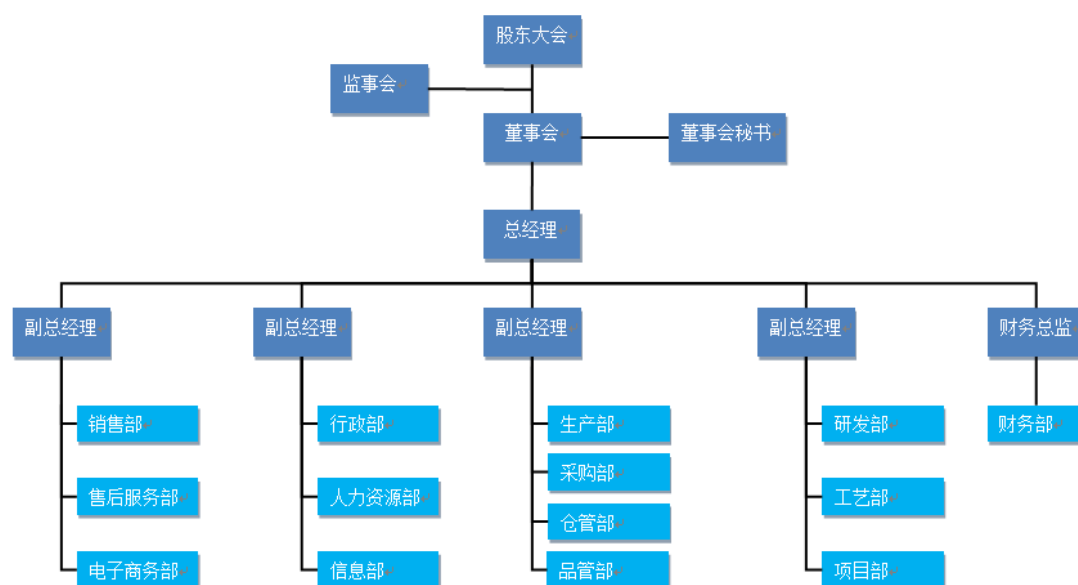 股东大会
监事会
董事会
董事会秘书
总经理
副总经理
副总经理
副总经理
副总经理
财务总监
销售部
行政部
生产部
研发部
财务部
采购部
售后服务部
人力资源部
工艺部
仓管部
电子商务部
信息部
品管部
项目部